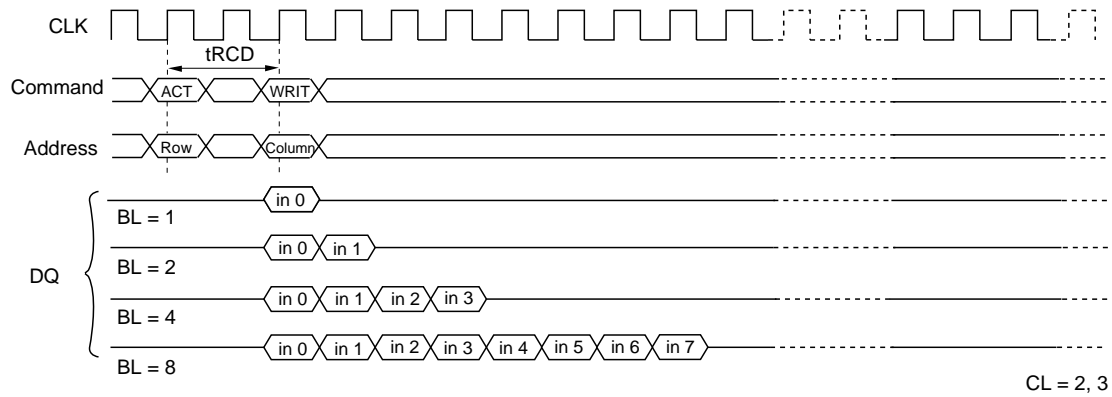 CLK
tRCD
Command ACT WRIT
Address Row Column
DQ
in 0
BL = 1
in 0 in 1
BL = 2
in 0 in 1 in 2 in 3
BL = 4
in 0 in 1 in 2 in 3 in 4 in 5 in 6 in 7
BL = 8
CL = 2, 3